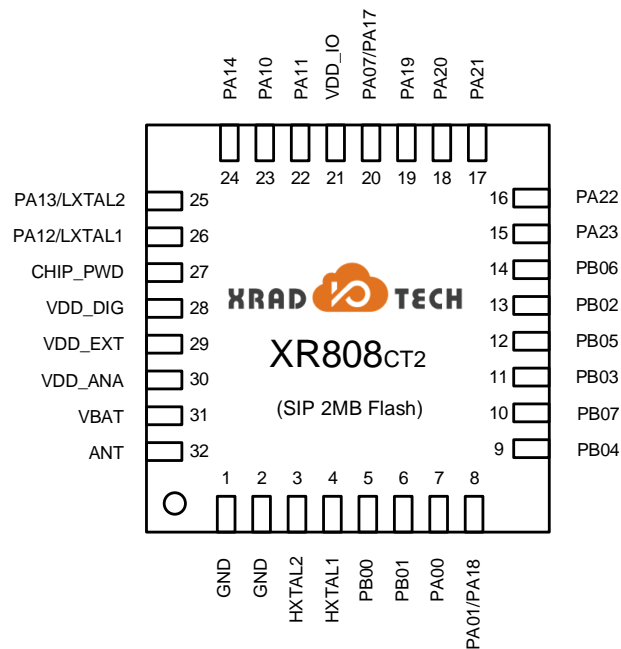 PA14 PA10 PA11 VDD_IO PA07/PA17 PA19 PA20 PA21
24 23 22 21 20 19 18 17
PA13/LXTAL2 25
PA12/LXTAL1 26
CHIP_PWD 27
VDD_DIG 28
VDD_EXT 29
VDD_ANA 30
VBAT 31
ANT 32
XRAD TECH
XR808CT2
(SIP 2MB Flash)
16 PA22
15 PA23
14 PB06
13 PB02
12 PB05
11 PB03
10 PB07
9 PB04
1 2 3 4 5 6 7 8
GND GND HXTAL2 HXTAL1 PB00 PB01 PA00 PA01/PA18